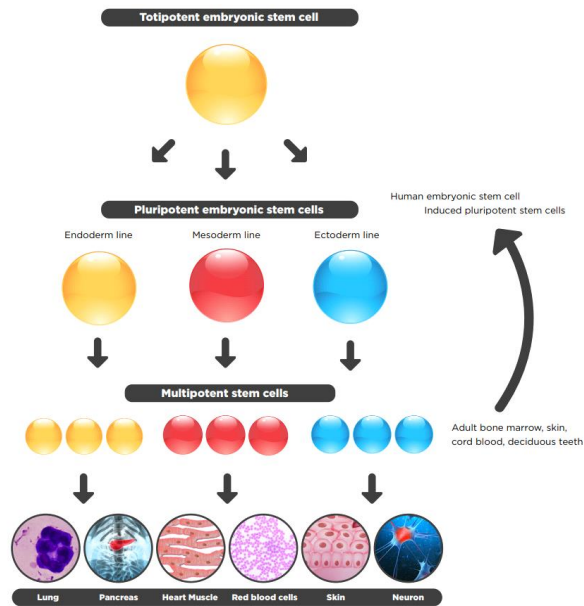 Totipotent embryonic stem cell
Pluripotent embryonic stem cells
Human embryonic stem cell
Induced pluripotent stem cells
Endoderm line
Mesoderm line
Ectoderm line
Multipotent stem cells
Adult bone marrow, skin,
cord blood, deciduous teeth
Lung
Pancreas
Heart Muscle
Red blood cells
Skin
Neuron